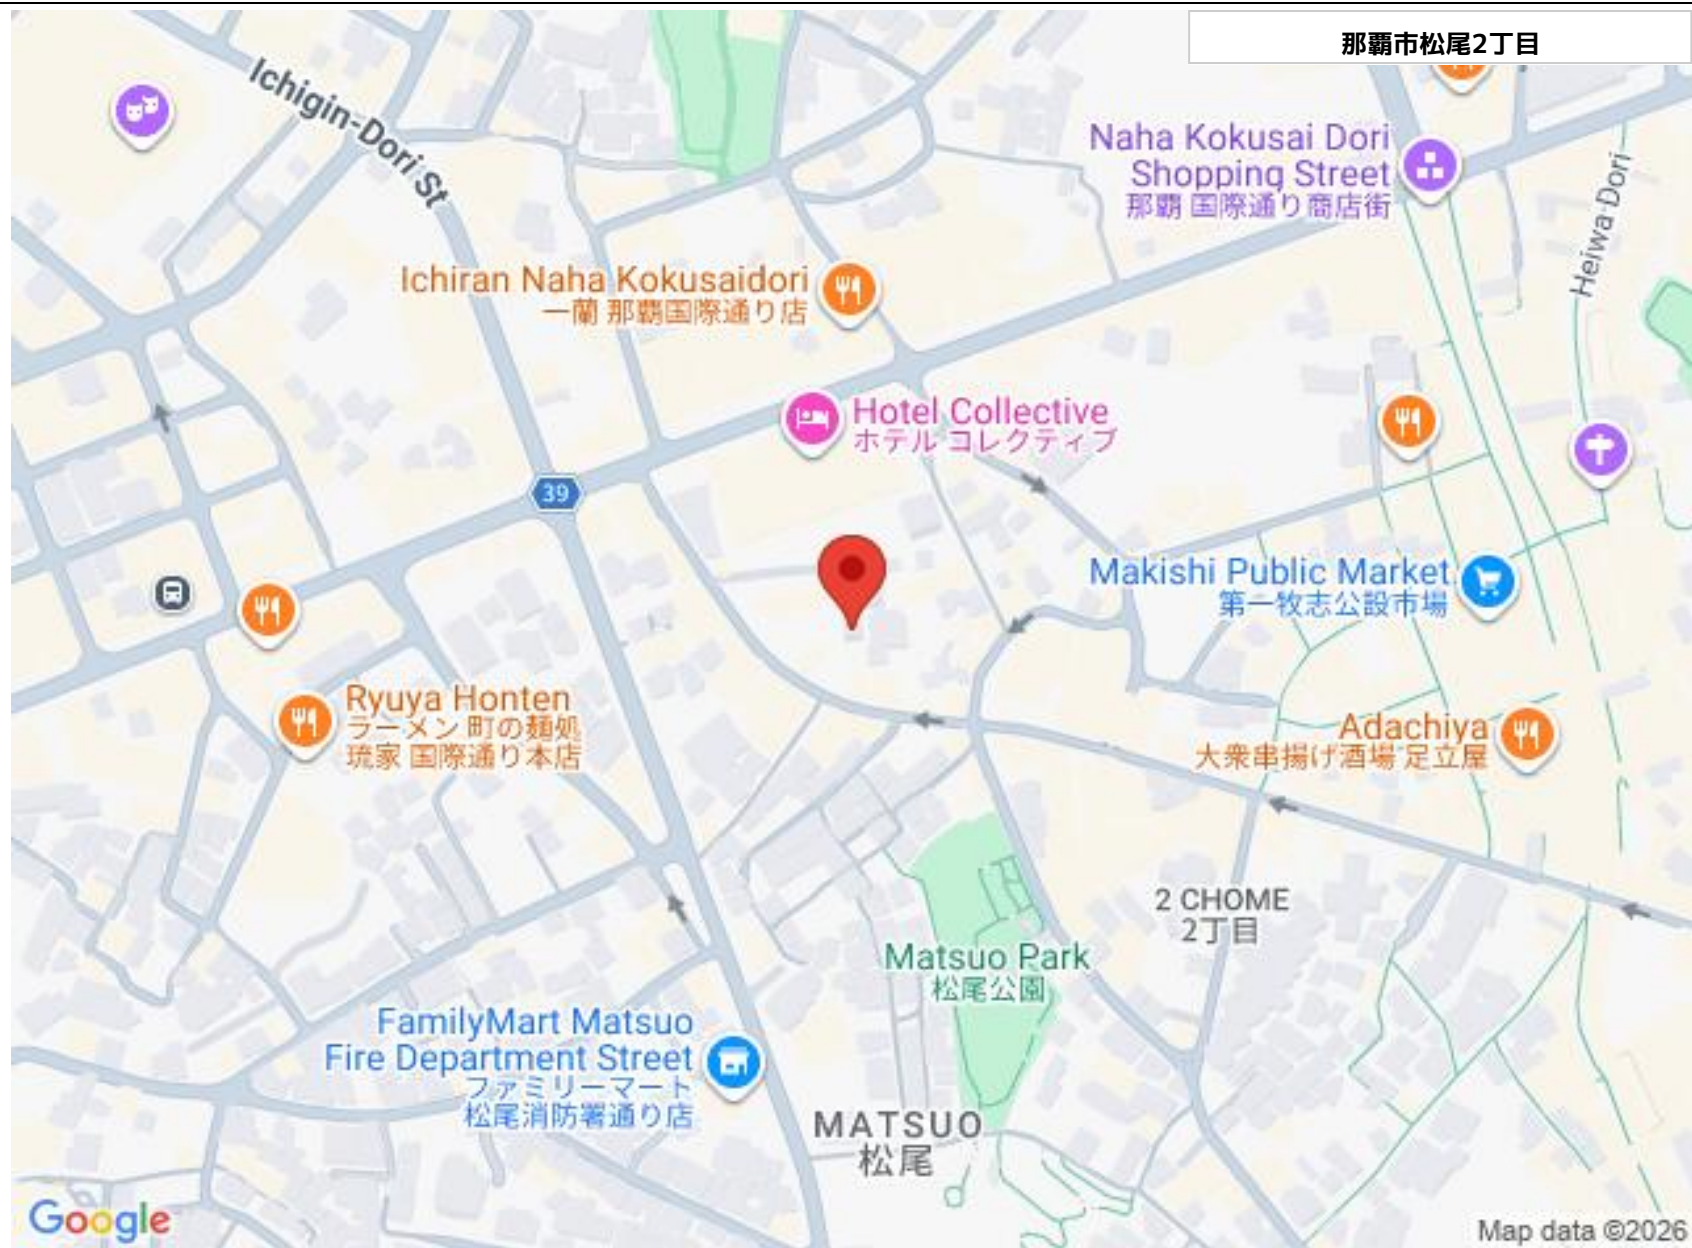 那覇市松尾2丁目
Ichigin-Dori St
Naha Kokusai Dori
Shopping Street
那覇 国際通り商店街
Heiwa Dori
Ichiran Naha Kokusaidori
一蘭 那覇国際通り店
Hotel Collective
ホテル コレクティブ
39
Makishi Public Market
第一牧志公設市場
Ryuya Honten
ラーメン 町の麺処
琉家 国際通り本店
Adachiya
大衆串揚げ酒場 足立屋
2 CHOME
2丁目
Matsuo Park
松尾公園
FamilyMart Matsuo
Fire Department Street
ファミリーマート
松尾消防署通り店
MATSUO
松尾
Google
Map data ©2026